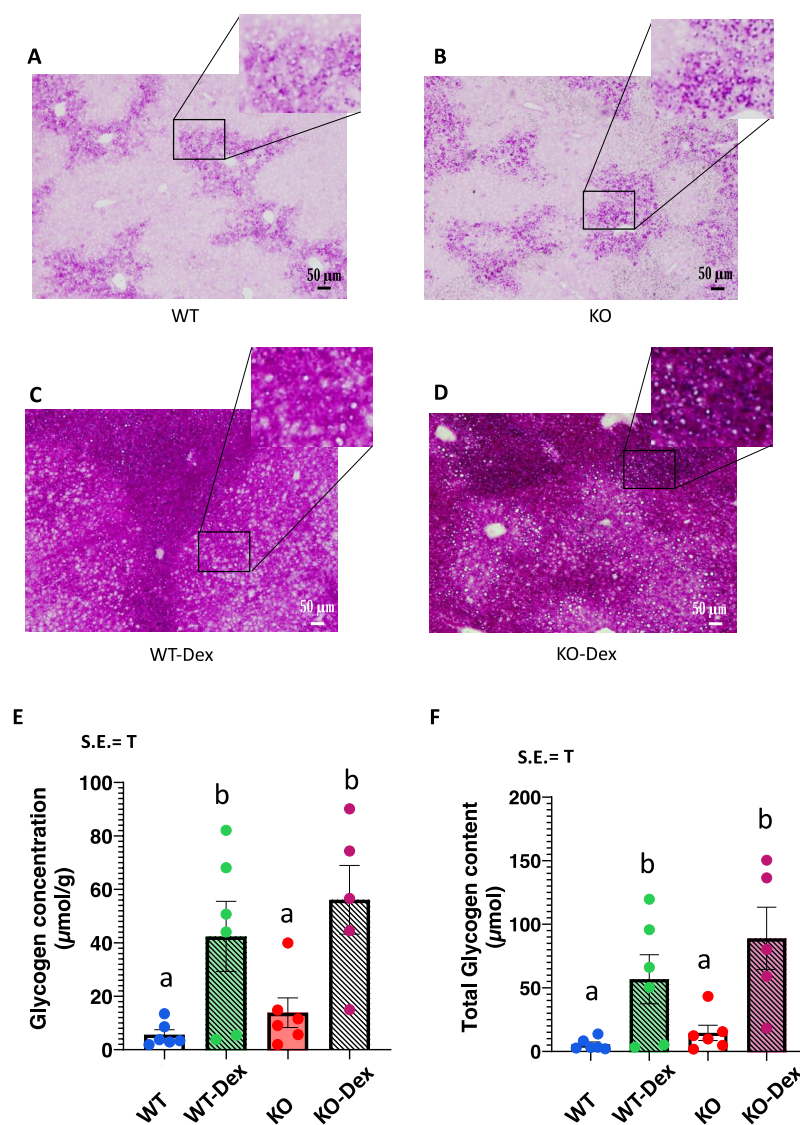 A
B
50 µm
50 µm
WT
KO
C
D
50 µm
50 µm
WT-Dex
KO-Dex
E
F
S.E.= T
S.E.= T
Glycogen concentration
(µmol/g)
100
80
60
40
20
0
a
b
a
b
WT
WT-Dex
KO
KO-Dex
Total Glycogen content
(µmol)
200
150
100
50
0
a
b
a
b
WT
WT-Dex
KO
KO-Dex